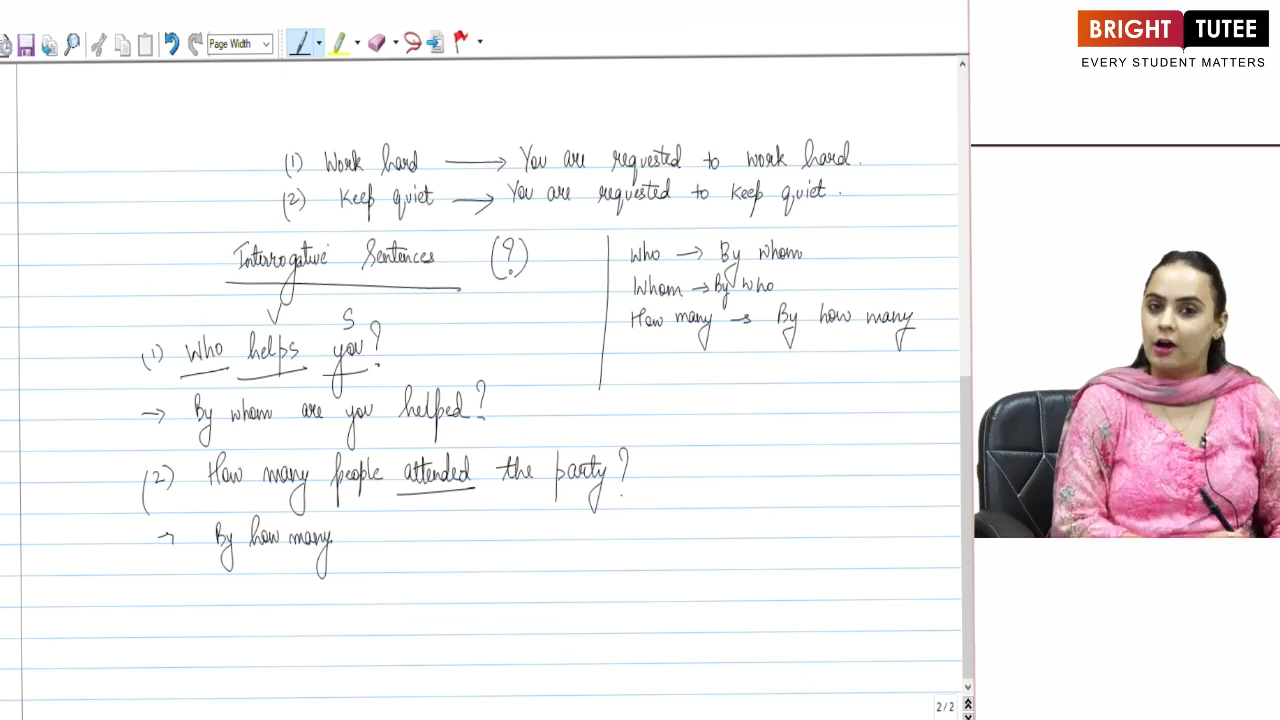 BRIGHT TUTEE
EVERY STUDENT MATTERS
Page Width
(1) Work hard → You are requested to work hard.
(2) Keep quiet → You are requested to keep quiet.
Interrogative Sentences (?)
Who → By whom
Whom → By who
How many → By how many
S
(1) Who helps you?
→ By whom are you helped?
(2) How many people attended the party?
→ By how many
2/2